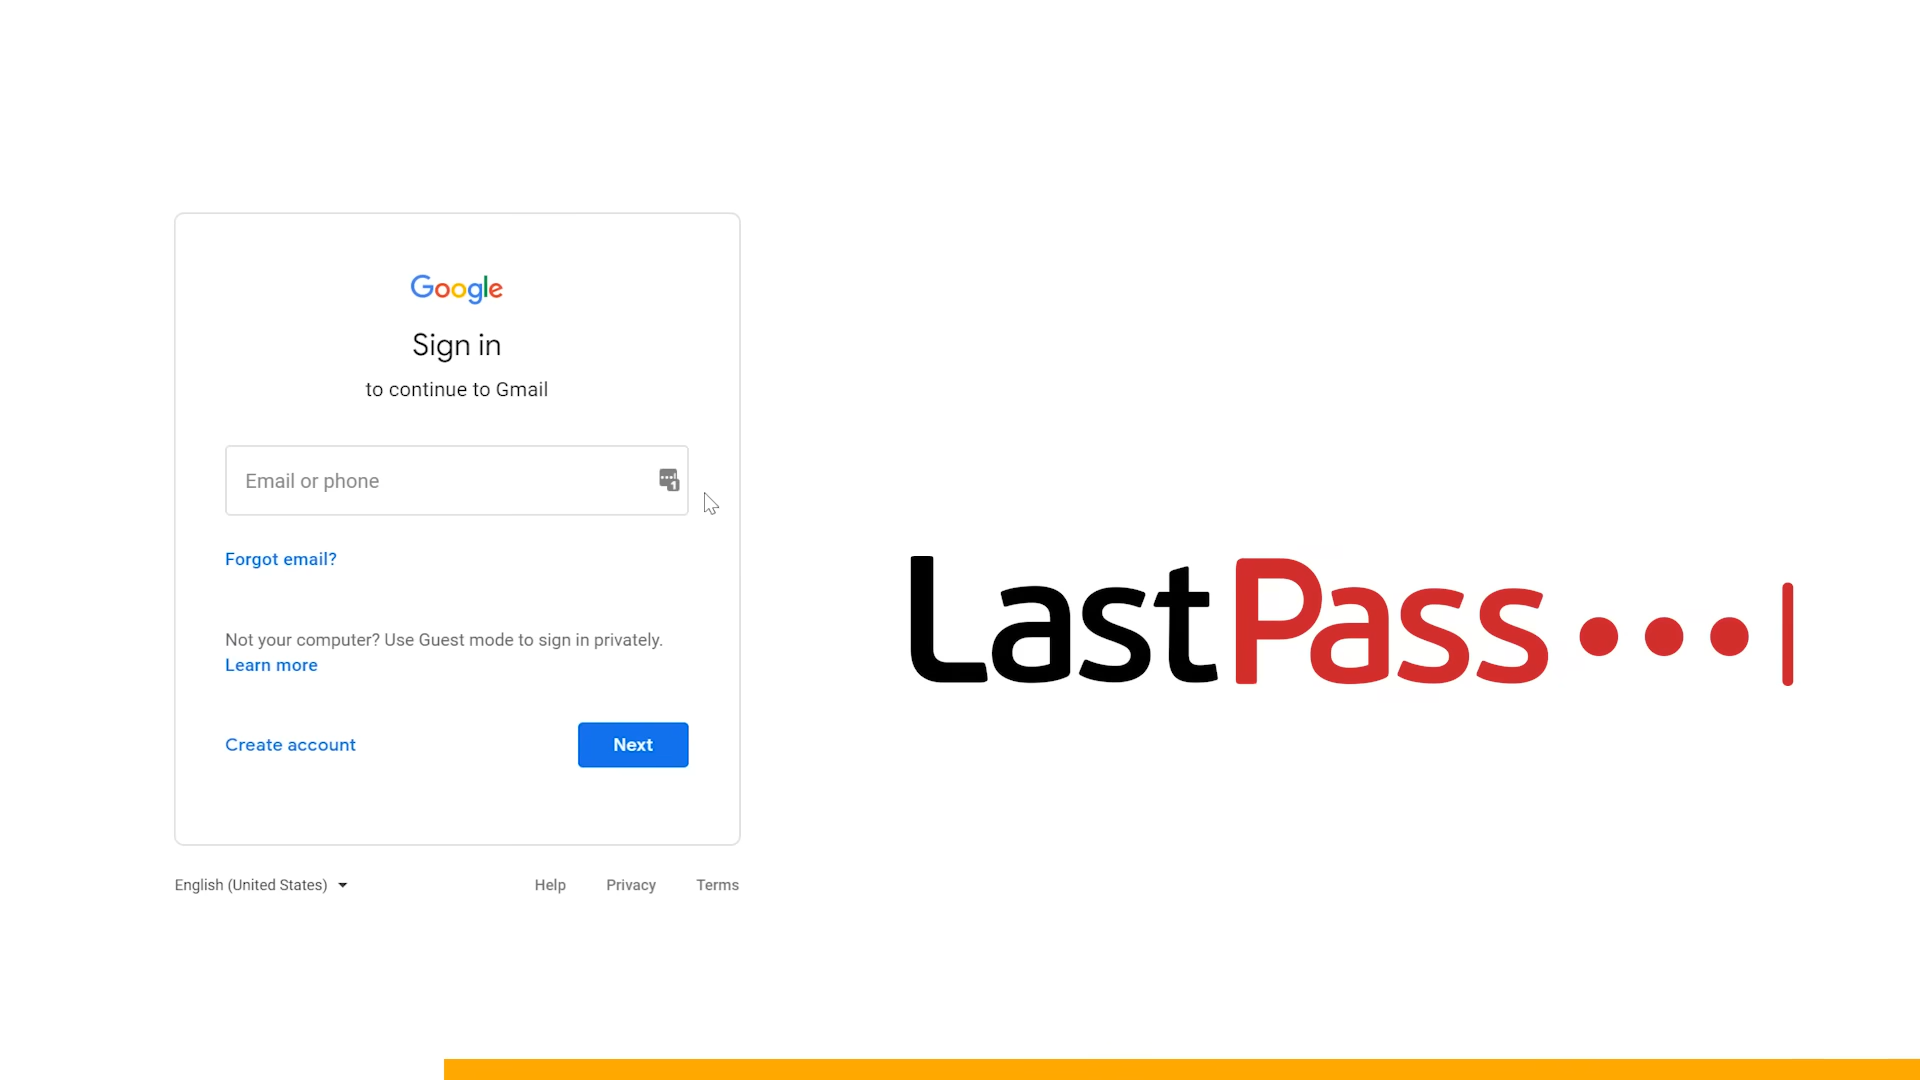 Google
Sign in
to continue to Gmail
Email or phone
1
Forgot email?
Not your computer? Use Guest mode to sign in privately.
Learn more
Create account
Next
English (United States)
Help
Privacy
Terms
LastPass...|